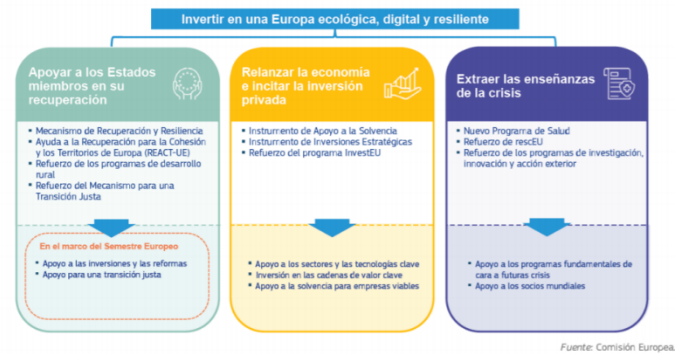 Invertir en una Europa ecológica, digital y resiliente
Apoyar a los Estados
miembros en su
recuperación
• Mecanismo de Recuperación y Resiliencia
• Ayuda a la Recuperación para la Cohesión
y los Territorios de Europa (REACT-UE)
• Refuerzo de los programas de desarrollo
rural
• Refuerzo del Mecanismo para una
Transición Justa
En el marco del Semestre Europeo
• Apoyo a las inversiones y las reformas
• Apoyo para una transición justa
Relanzar la economía
e incitar la inversión
privada
• Instrumento de Apoyo a la Solvencia
• Instrumento de Inversiones Estratégicas
• Refuerzo del programa InvestEU
• Apoyo a los sectores y las tecnologías clave
• Inversión en las cadenas de valor clave
• Apoyo a la solvencia para empresas viables
Extraer las enseñanzas
de la crisis
• Nuevo Programa de Salud
• Refuerzo de rescEU
• Refuerzo de los programas de investigación,
innovación y acción exterior
• Apoyo a los programas fundamentales de
cara a futuras crisis
• Apoyo a los socios mundiales
Fuente: Comisión Europea.